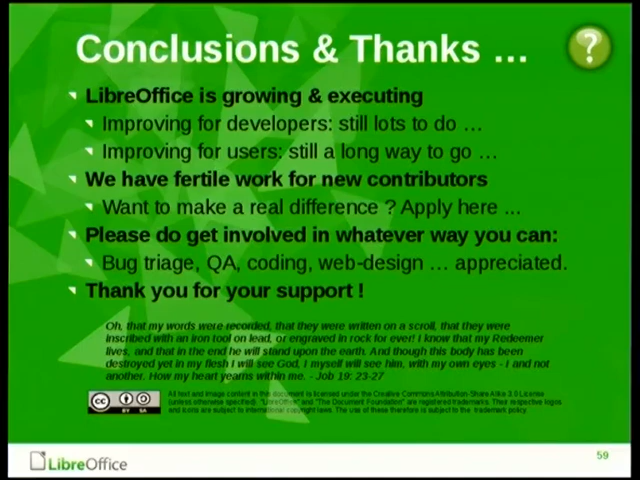 Conclusions & Thanks …
?
LibreOffice is growing & executing
Improving for developers: still lots to do …
Improving for users: still a long way to go …
We have fertile work for new contributors
Want to make a real difference ? Apply here ...
Please do get involved in whatever way you can:
Bug triage, QA, coding, web-design … appreciated.
Thank you for your support !
Oh, that my words were recorded, that they were written on a scroll, that they were
inscribed with an iron tool on lead, or engraved in rock for ever! I know that my Redeemer
lives, and that in the end he will stand upon the earth. And though this body has been
destroyed yet in my flesh I will see God, I myself will see him, with my own eyes - I and not
another. How my heart yearns within me. - Job 19: 23-27
cc BY SA
All text and image content in this document is licensed under the Creative Commons Attribution-Share Alike 3.0 License
(unless otherwise specified). "LibreOffice" and "The Document Foundation" are registered trademarks. Their respective logos
and icons are subject to international copyright laws. The use of these therefore is subject to the trademark policy.
LibreOffice
59